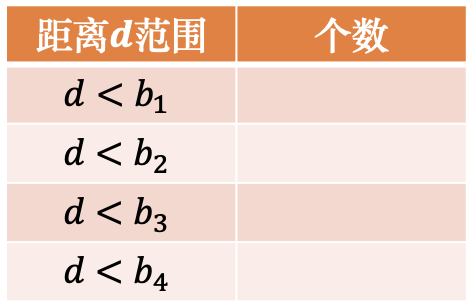 距离d范围 个数
d < b₁
d < b₂
d < b₃
d < b₄